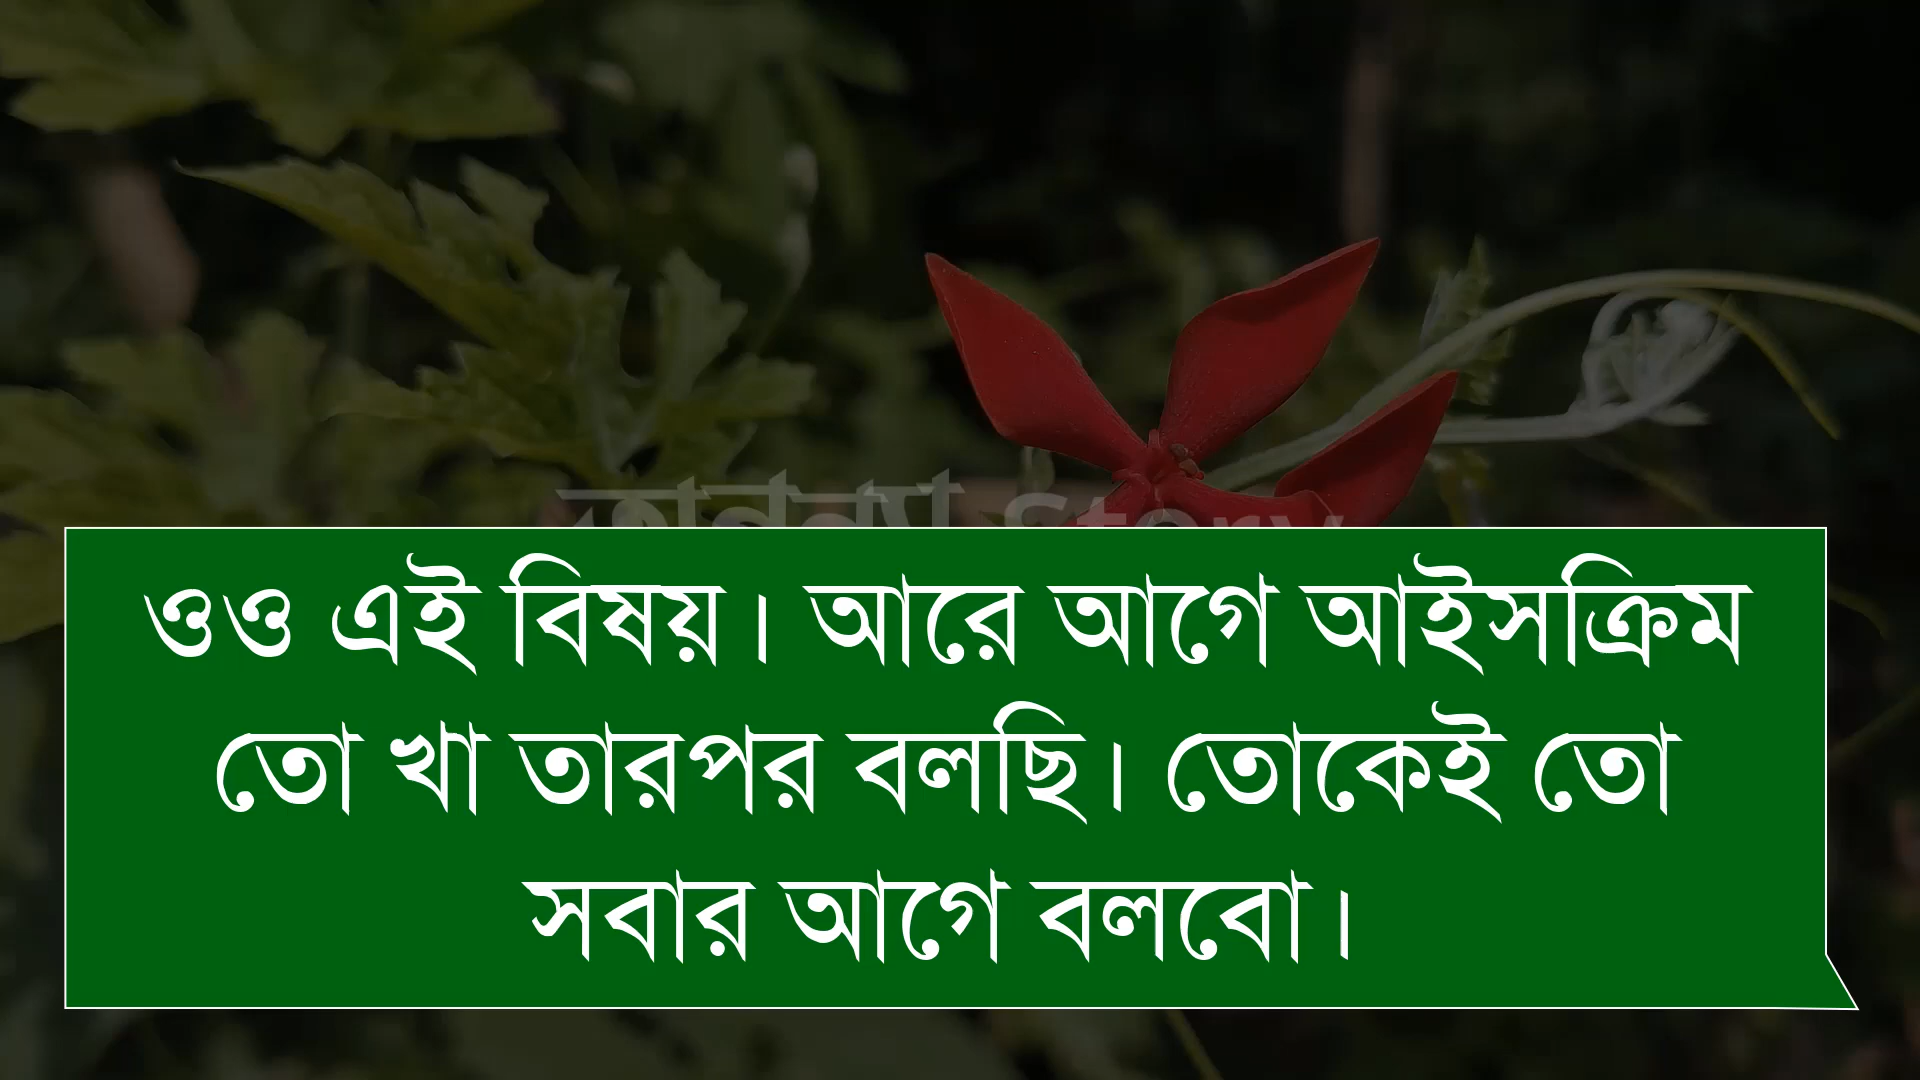 ওও এই বিষয়। আরে আগে আইসক্রিম
তো খা তারপর বলছি। তোকেই তো
সবার আগে বলবো।